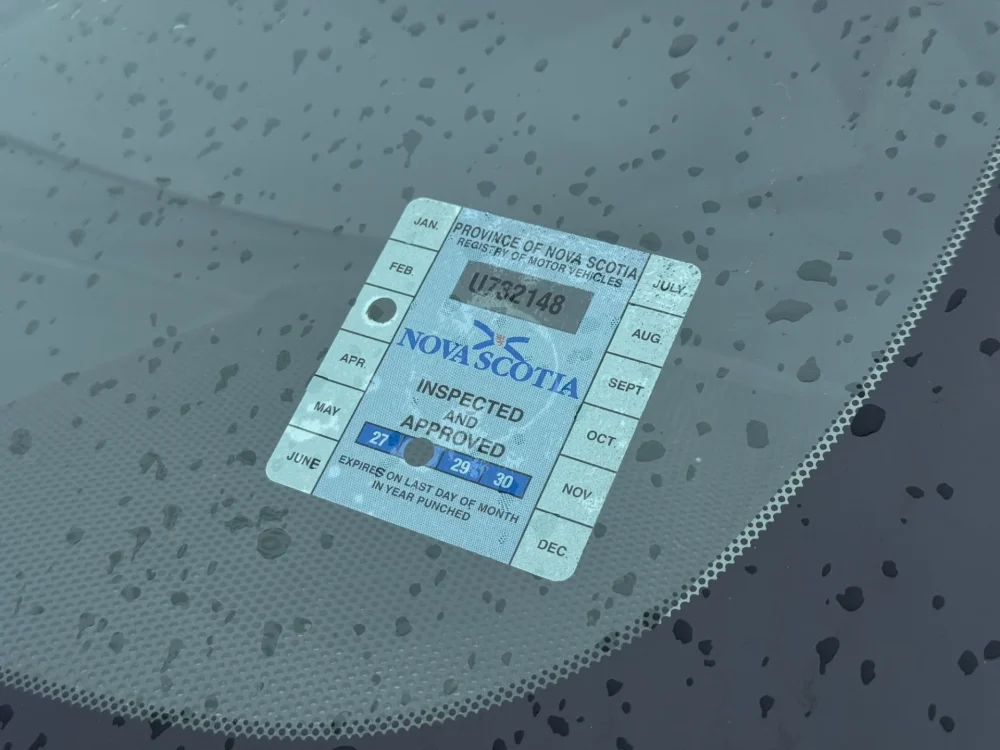 PROVINCE OF NOVA SCOTIA
REGISTRY OF MOTOR VEHICLES
U732148
NOVA SCOTIA
INSPECTED
AND
APPROVED
27 29 30
EXPIRES ON LAST DAY OF MONTH
IN YEAR PUNCHED
JAN.
FEB.
APR.
MAY
JUNE
JULY
AUG.
SEPT.
OCT.
NOV.
DEC.